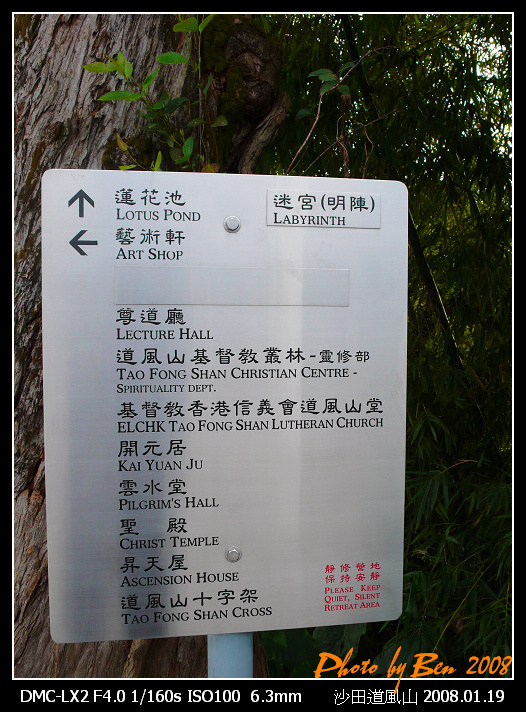 蓮花池
LOTUS POND
迷宮(明陣)
LABYRINTH
藝術軒
ART SHOP
尊道廳
LECTURE HALL
道風山基督教叢林-靈修部
TAO FONG SHAN CHRISTIAN CENTRE -
SPIRITUALITY DEPT.
基督教香港信義會道風山堂
ELCHK TAO FONG SHAN LUTHERAN CHURCH
開元居
KAI YUAN JU
雲水堂
PILGRIM'S HALL
聖 殿
CHRIST TEMPLE
昇天屋
ASCENSION HOUSE
道風山十字架
TAO FONG SHAN CROSS
靜修營地
保持安靜
PLEASE KEEP
QUIET, SILENT
RETREAT AREA
Photo by Ben 2008
DMC-LX2 F4.0 1/160s ISO100 6.3mm
沙田道風山 2008.01.19